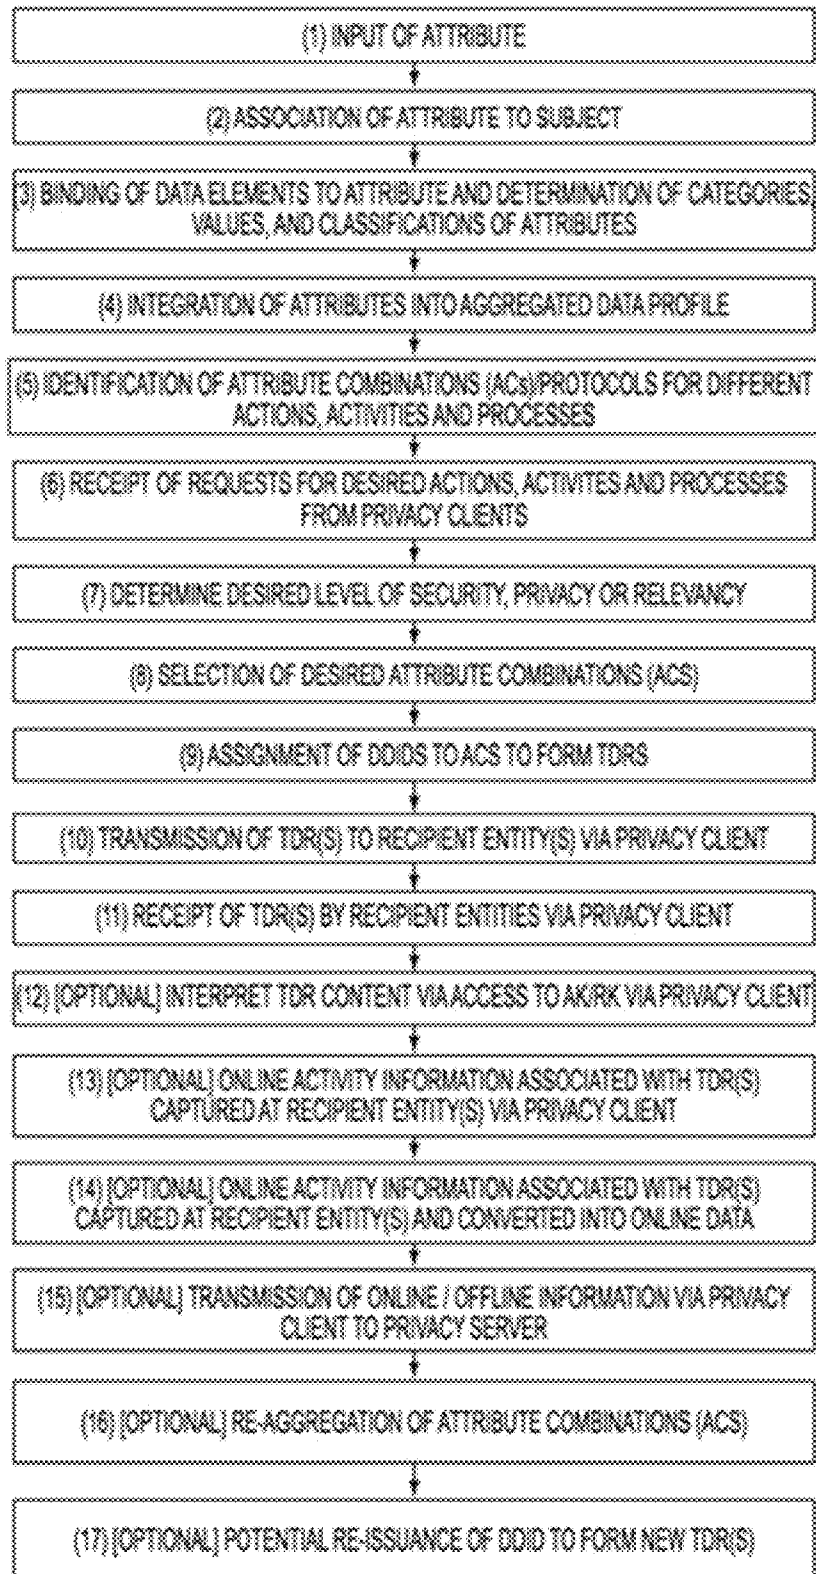 (1) INPUT OF ATTRIBUTE
(2) ASSOCIATION OF ATTRIBUTE TO SUBJECT
(3) BINDING OF DATA ELEMENTS TO ATTRIBUTE AND DETERMINATION OF CATEGORIES,
VALUES, AND CLASSIFICATIONS OF ATTRIBUTES
(4) INTEGRATION OF ATTRIBUTES INTO AGGREGATED DATA PROFILE
(5) IDENTIFICATION OF ATTRIBUTE COMBINATIONS (ACs)/PROTOCOLS FOR DIFFERENT
ACTIONS, ACTIVITIES AND PROCESSES
(6) RECEIPT OF REQUESTS FOR DESIRED ACTIONS, ACTIVITES AND PROCESSES
FROM PRIVACY CLIENTS
(7) DETERMINE DESIRED LEVEL OF SECURITY, PRIVACY OR RELEVANCY
(8) SELECTION OF DESIRED ATTRIBUTE COMBINATIONS (ACS)
(9) ASSIGNMENT OF DDIDS TO ACS TO FORM TDRS
(10) TRANSMISSION OF TDR(S) TO RECIPIENT ENTITY(S) VIA PRIVACY CLIENT
(11) RECEIPT OF TDR(S) BY RECIPIENT ENTITIES VIA PRIVACY CLIENT
(12) [OPTIONAL] INTERPRET TDR CONTENT VIA ACCESS TO AK/RK VIA PRIVACY CLIENT
(13) [OPTIONAL] ONLINE ACTIVITY INFORMATION ASSOCIATED WITH TDR(S)
CAPTURED AT RECIPIENT ENTITY(S) VIA PRIVACY CLIENT
(14) [OPTIONAL] ONLINE ACTIVITY INFORMATION ASSOCIATED WITH TDR(S)
CAPTURED AT RECIPIENT ENTITY(S) AND CONVERTED INTO ONLINE DATA
(15) [OPTIONAL] TRANSMISSION OF ONLINE / OFFLINE INFORMATION VIA PRIVACY
CLIENT TO PRIVACY SERVER
(16) [OPTIONAL] RE-AGGREGATION OF ATTRIBUTE COMBINATIONS (ACS)
(17) [OPTIONAL] POTENTIAL RE-ISSUANCE OF DDID TO FORM NEW TDR(S)